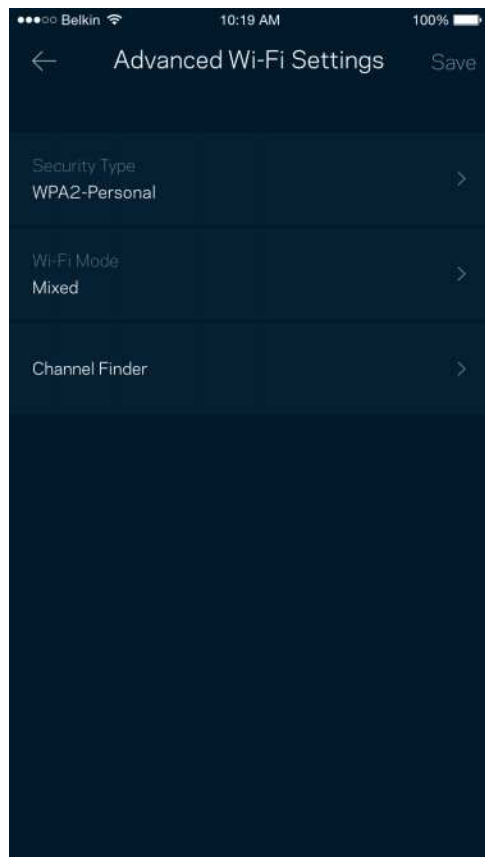 Belkin 10:19 AM 100%
Advanced Wi-Fi Settings Save
Security Type
WPA2-Personal
Wi-Fi Mode
Mixed
Channel Finder